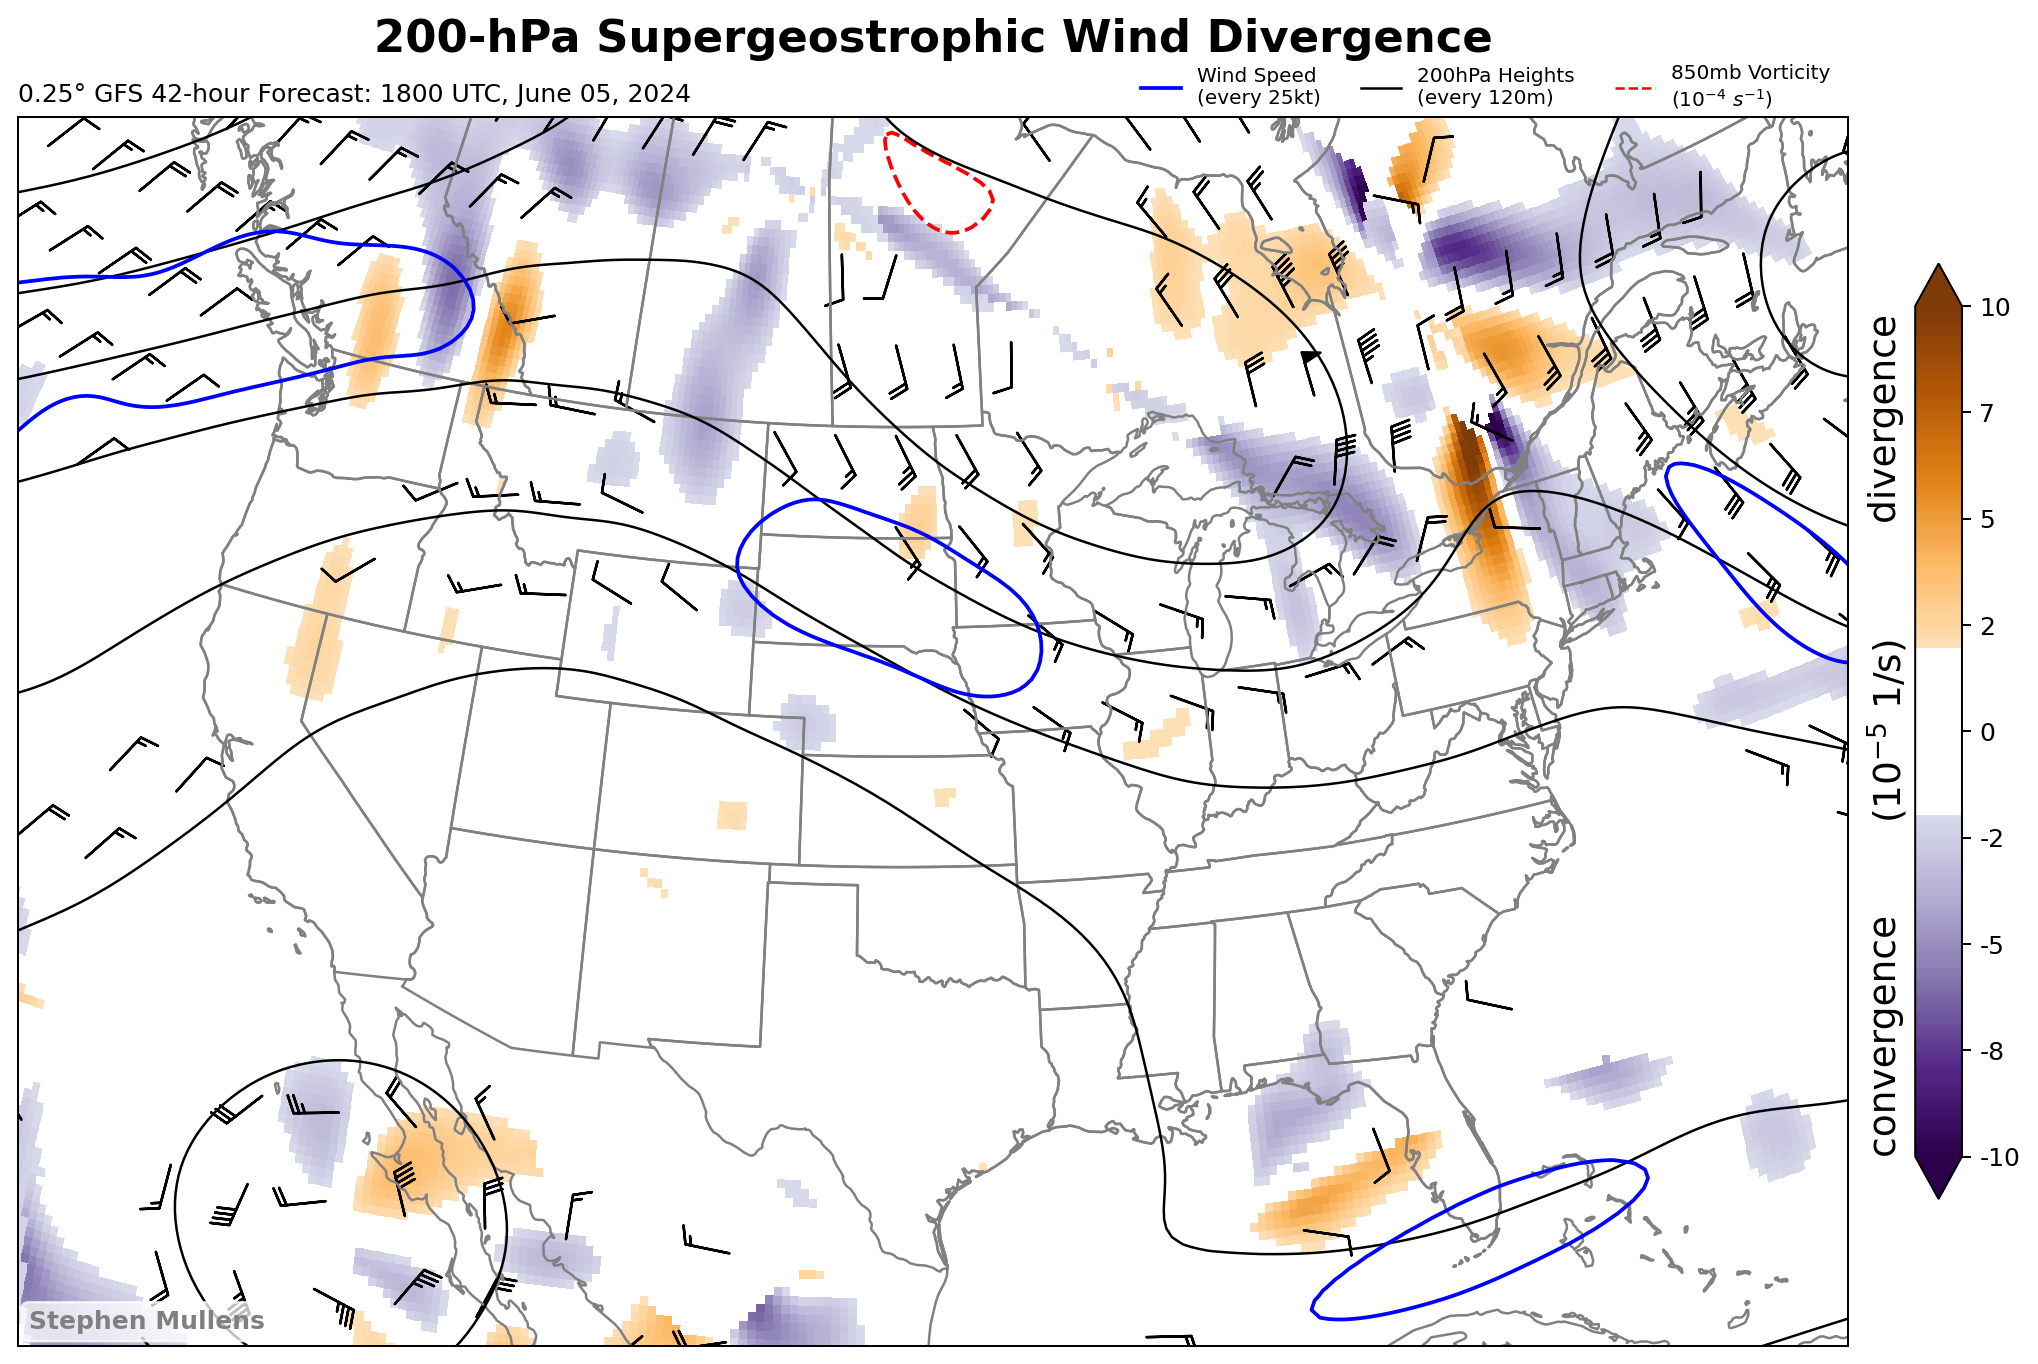 200-hPa Supergeostrophic Wind Divergence
0.25° GFS 42-hour Forecast: 1800 UTC, June 05, 2024
Wind Speed
(every 25kt)
200hPa Heights
(every 120m)
850mb Vorticity
(10⁻⁴ s⁻¹)
10
7
5
2
0
-2
-5
-8
-10
convergence (10⁻⁵ 1/s) divergence
Stephen Mullens